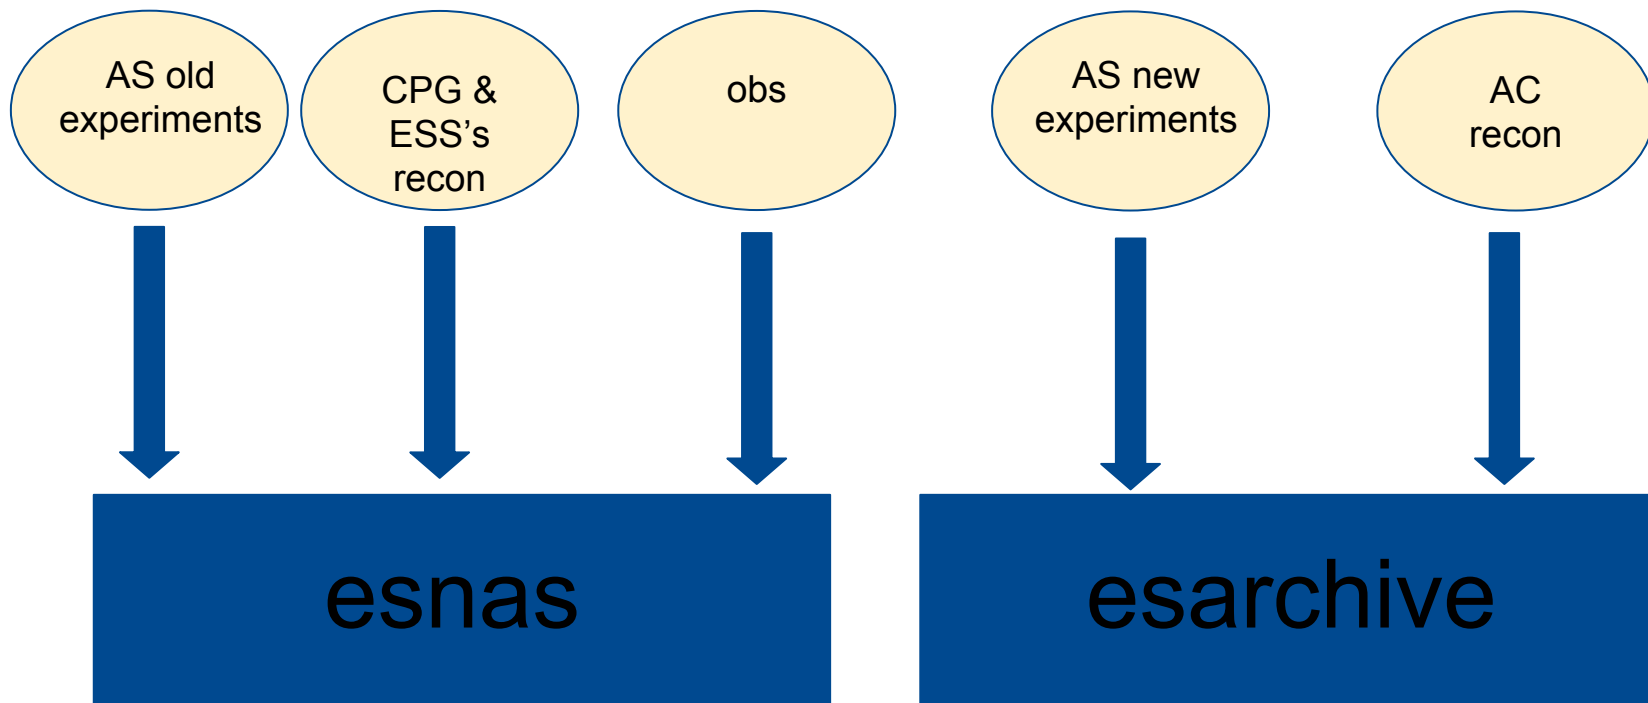 AS old
experiments
CPG &
ESS's
recon
obs
AS new
experiments
AC
recon
esnas
esarchive